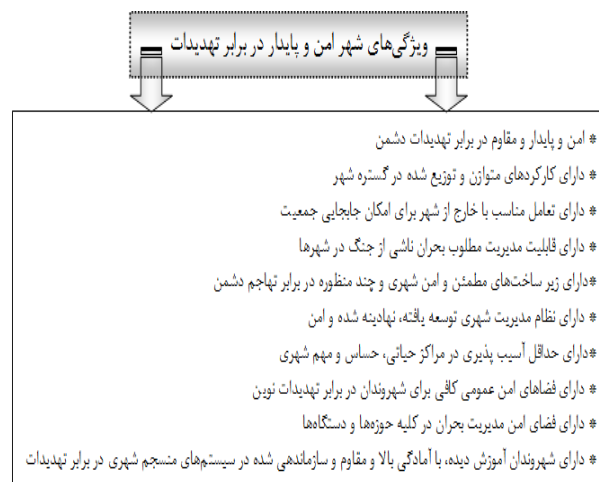 ویژگی‌های شهر امن و پایدار در برابر تهدیدات
* امن و پایدار و مقاوم در برابر تهدیدات دشمن
* دارای کارکردهای متوازن و توزیع شده در گستره شهر
* دارای تعامل مناسب با خارج از شهر برای امکان جابجایی جمعیت
* دارای قابلیت مدیریت مطلوب بحران ناشی از جنگ در شهرها
*دارای زیر ساخت‌های مطمئن و امن شهری و چند منظوره در برابر تهاجم دشمن
* دارای نظام مدیریت شهری توسعه یافته، نهادینه شده و امن
*دارای حداقل آسیب پذیری در مراکز حیاتی، حساس و مهم شهری
* دارای فضاهای امن عمومی کافی برای شهروندان در برابر تهدیدات نوین
* دارای فضای امن مدیریت بحران در کلیه حوزه‌ها و دستگاه‌ها
* دارای شهروندان آموزش دیده، با آمادگی بالا و مقاوم و سازماندهی شده در سیستم‌های منسجم شهری در برابر تهدیدات